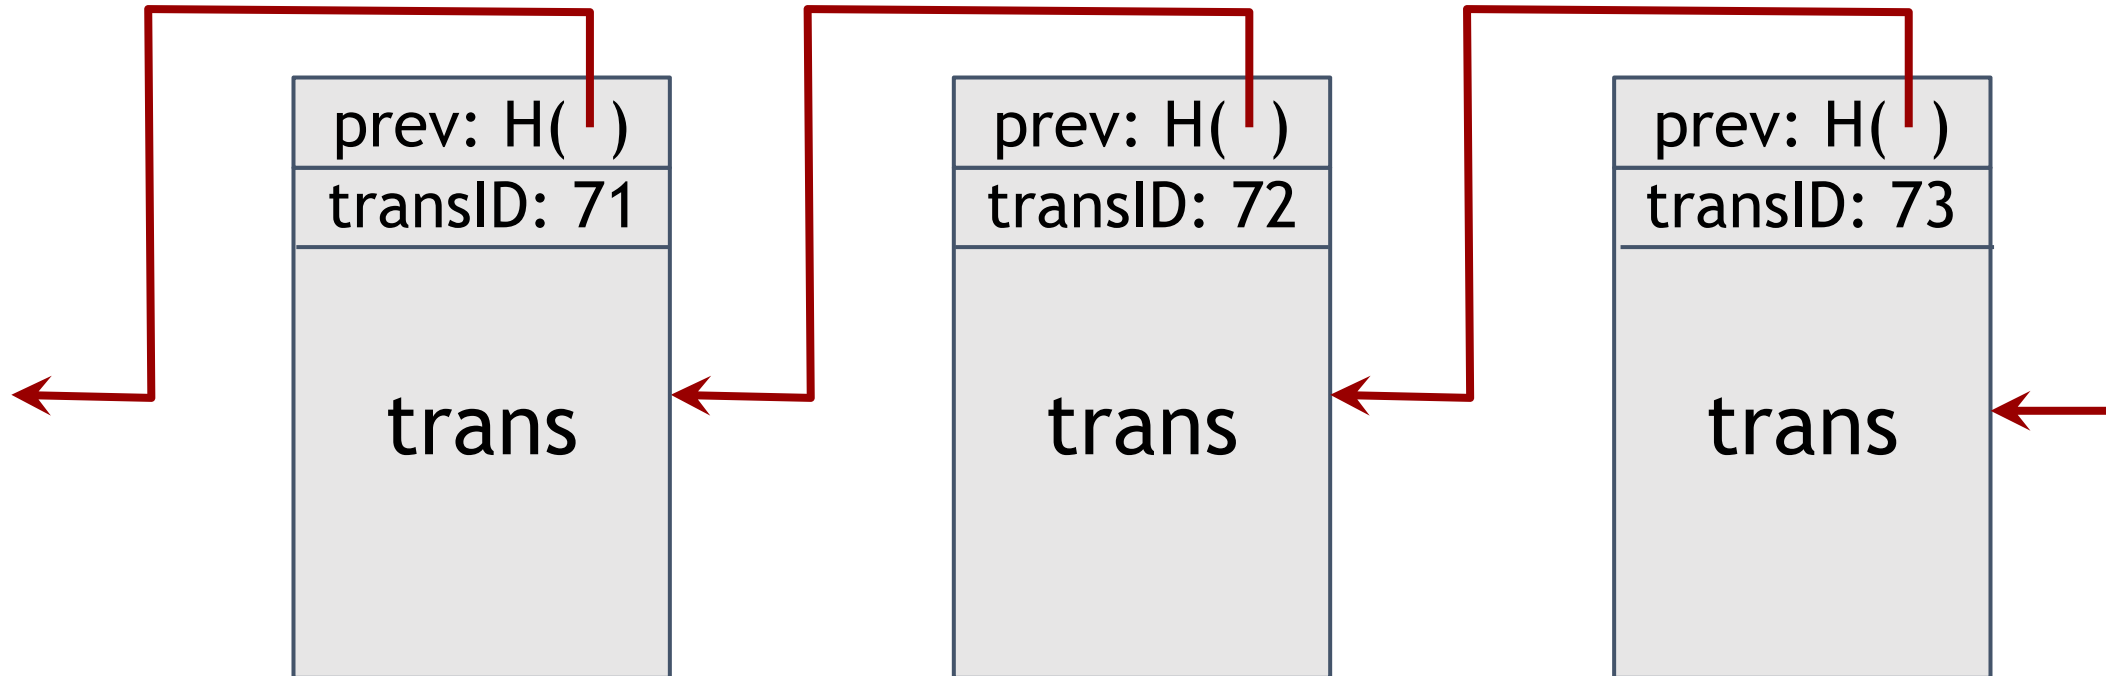 prev: H( )
transID: 71
trans
prev: H( )
transID: 72
trans
prev: H( )
transID: 73
trans